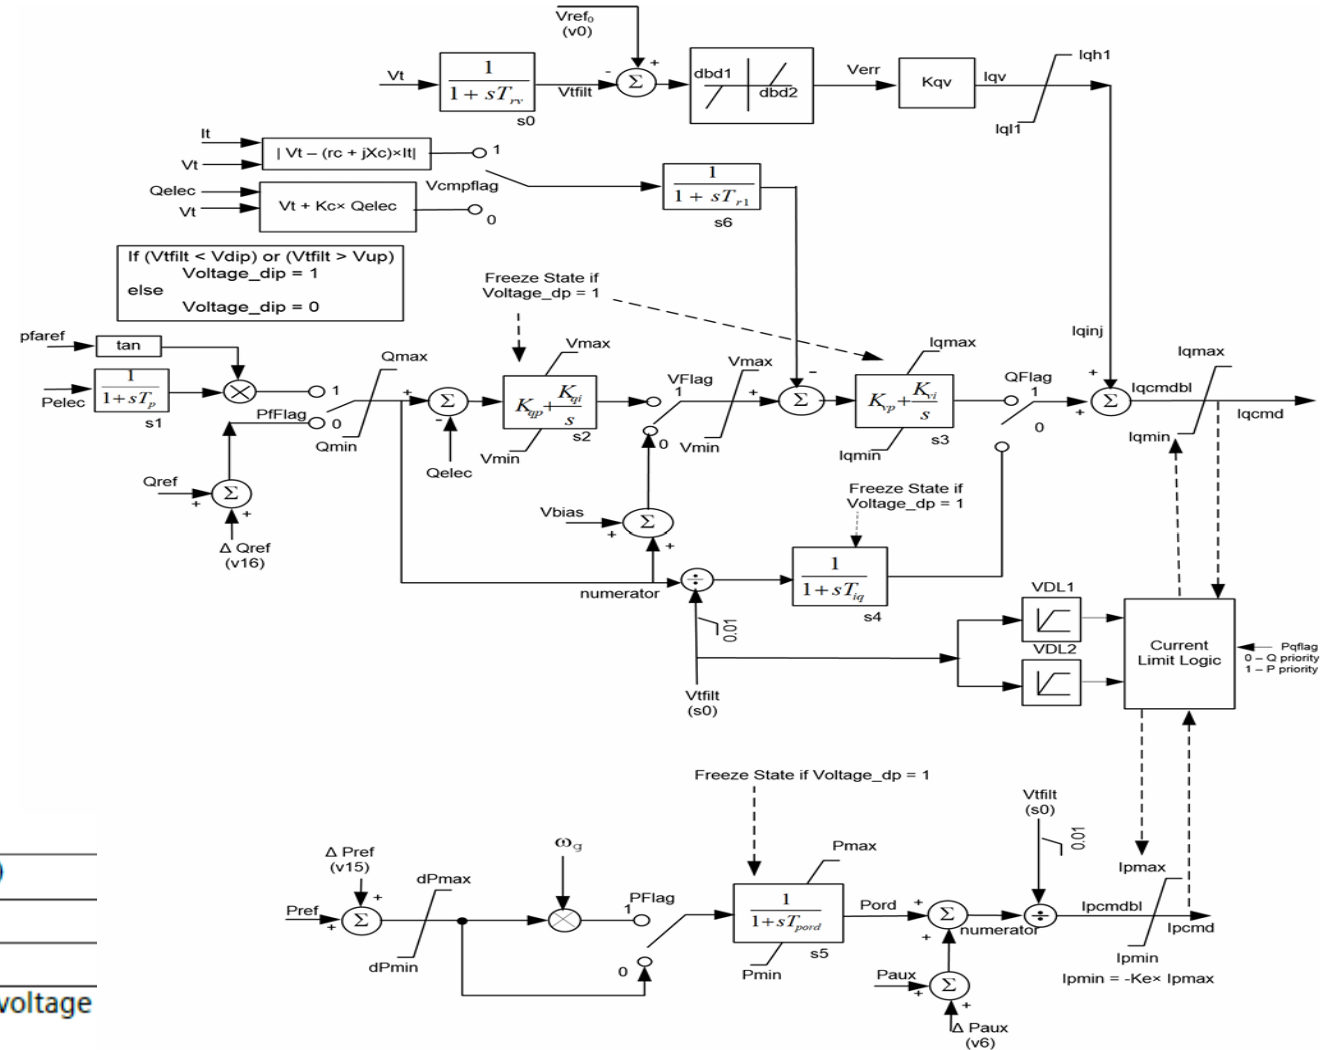 Vref₀
(v0)
Vt
1
1 + sTrv
s0
Vtfilt
-
Σ
+
dbd1
dbd2
Verr
Kqv
Iqv
Iqh1
Iql1
It
Vt
| Vt – (rc + jXc)×It|
1
Qelec
Vt
Vt + Kc× Qelec
0
Vcmpflag
1
1 + sTr1
s6
If (Vtfilt < Vdip) or (Vtfilt > Vup)
Voltage_dip = 1
else
Voltage_dip = 0
Freeze State if
Voltage_dp = 1
pfaref
tan
Pelec
1
1+sTp
s1
×
PfFlag
1
0
Qmax
Qmin
Qref
+
Σ
+
Δ Qref
(v16)
+
Σ
-
Qelec
Vmax
Kqp+Kqi/s
s2
Vmin
VFlag
1
0
Vmax
Vmin
+
Σ
-
Iqmax
Kvp+Kvi/s
s3
Iqmin
QFlag
1
0
Iqinj
+
Σ
+
Iqcmdbl
Iqmax
Iqmin
Iqcmd
Vbias
+
Σ
+
Freeze State if
Voltage_dp = 1
numerator
÷
1
1+sTiq
s4
0.01
Vtfilt
(s0)
VDL1
VDL2
Current
Limit Logic
Pqflag
0 – Q priority
1 – P priority
Freeze State if Voltage_dp = 1
Δ Pref
(v15)
+
Pref
+
Σ
dPmax
dPmin
ωg
PFlag
1
0
Pmax
1
1+sTpord
s5
Pmin
Pord
+
Σ
+
numerator
Vtfilt
(s0)
0.01
÷
Ipcmdbl
Ipmax
Ipmin
Ipcmd
Ipmin = -Ke× Ipmax
Paux
+
Σ
+
Δ Paux
(v6)
)
voltage